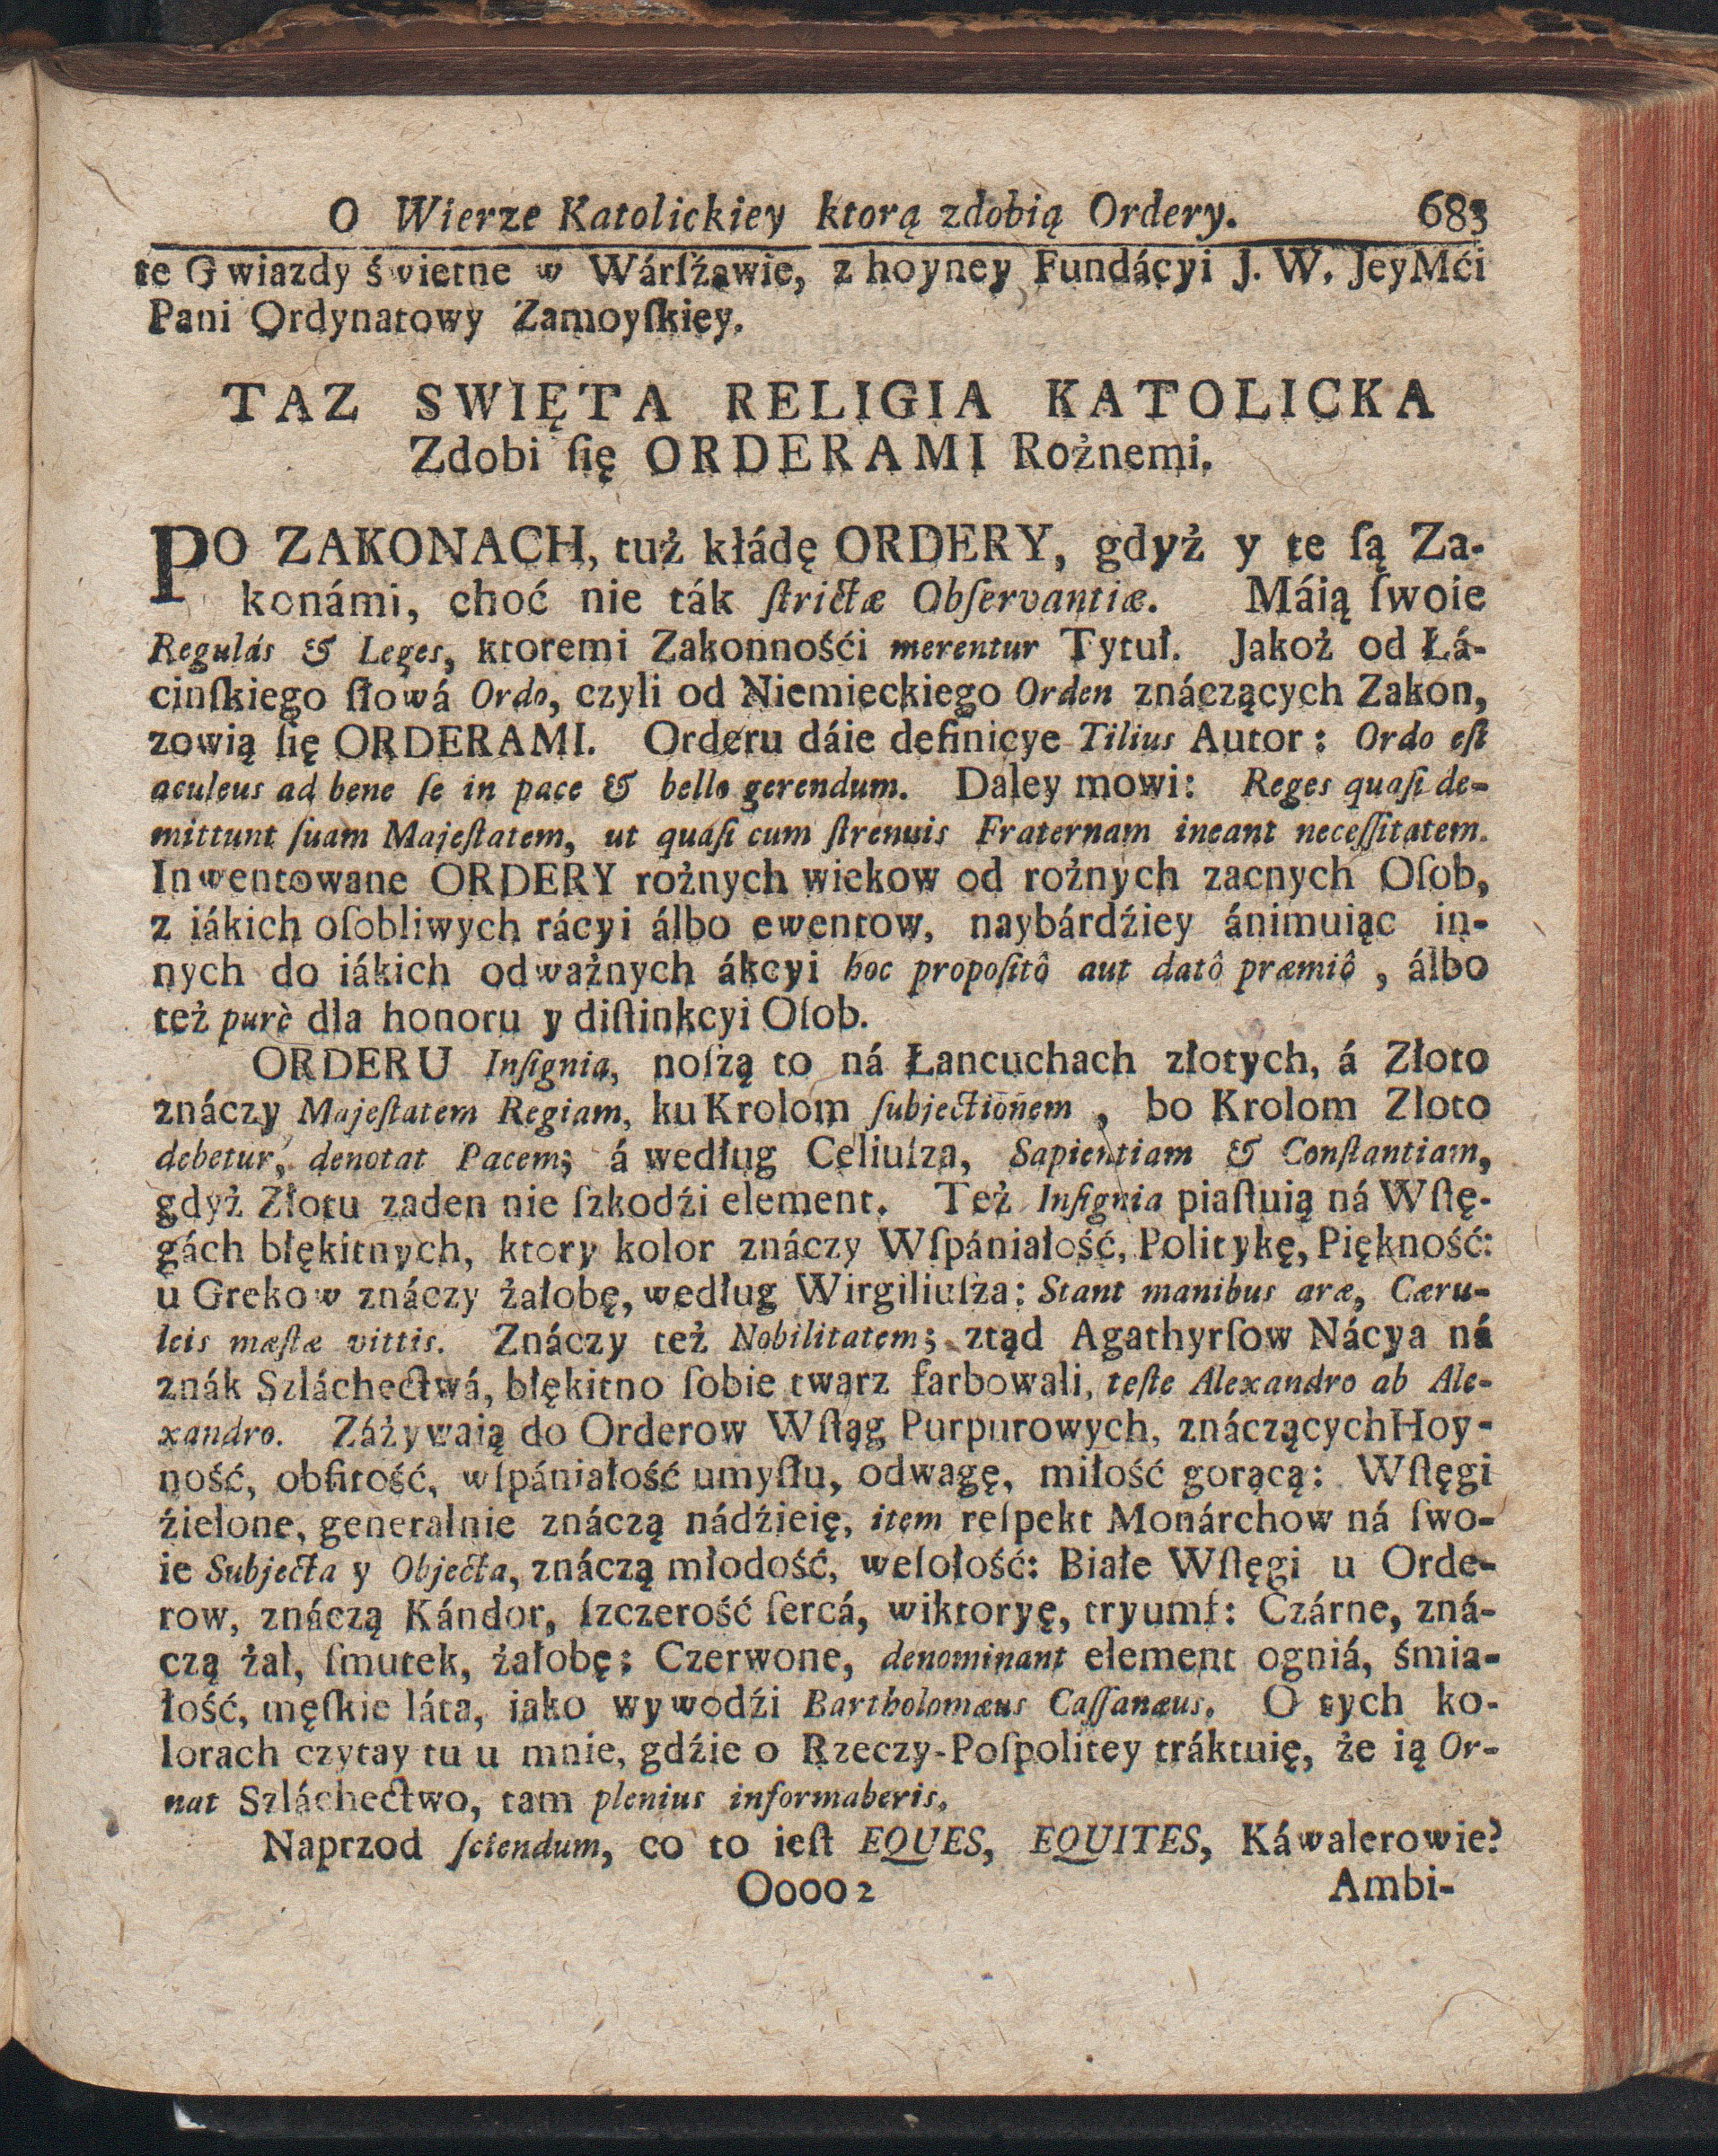 O Wierze Katolickiey ktorą zdobią Ordery. 683
te Gwiazdy świetne w Wárſźawie, z hoyney Fundácyi J. W. JeyMći
Pani Ordynatowy Zamoyſkiey.
TAZ SWIĘTA RELIGIA KATOLICKA
Zdobi ſię ORDERAMI Rożnemi.
PO ZAKONACH, tuż kłádę ORDERY, gdyż y te ſą Za-
konámi, choć nie ták ſtrictæ Obſervantiæ. Máią ſwoie
Regulás & Leges, ktoremi Zakonnośći merentur Tytuł. Jakoż od Łá-
cinſkiego ſłowá Ordo, czyli od Niemieckiego Orden znáczących Zakon,
zowią ſię ORDERAMI. Orderu dáie definicye Tilius Autor: Ordo eſt
aculeus ad bene ſe in pace & bello gerendum. Daley mowi: Reges quaſi de-
mittunt ſuam Majeſtatem, ut quáſi cum ſtrenuis Fraternam ineant neceſſitatem.
Inwentowane ORDERY rożnych wiekow od rożnych zacnych Oſob,
z iákich oſobliwych rácyi álbo ewentow, naybárdźiey ánimuiąc in-
nych do iákich odważnych ákcyi hoc propoſitô aut datô præmiô, álbo
też purè dla honoru y diſtinkcyi Oſob.
ORDERU Inſignia, noſzą to ná Łancuchach złotych, á Złoto
znáczy Majeſtatem Regiam, ku Krolom ſubjectionem, bo Krolom Złoto
debetur, denotat Pacem; á według Celiuſza, Sapientiam & Conſtantiam,
gdyż Złotu zaden nie ſzkodźi element. Też Inſignia piaſtuią ná Wſtę-
gách błękitnych, ktory kolor znáczy Wſpániałość, Politykę, Piękność:
u Grekow znáczy żałobę, według Wirgiliuſza: Stant manibus aræ, Cæru-
leis mæſtæ vittis. Znáczy też Nobilitatem; ztąd Agathyrſow Nácya ná
znák Szláchectwá, błękitno ſobie twarz farbowali, teſte Alexandro ab Ale-
xandro. Záżywaią do Orderow Wſtąg Purpurowych, znáczącychHoy-
ność, obfitość, wſpániałość umyſłu, odwagę, miłość gorącą: Wſtęgi
źielone, generalnie znáczą nádźieię, item reſpekt Monárchow ná ſwo-
ie Subjecta y Objecta, znáczą młodość, weſołość: Białe Wſtęgi u Orde-
row, znáczą Kándor, ſzczerość ſercá, wiktoryę, tryumf: Czárne, zná-
czą żal, ſmutek, żałobę; Czerwone, denominant element ogniá, śmia-
łość, męſkie láta, iako wywodźi Bartholomæus Caſſanæus. O tych ko-
lorach czytay tu u mnie, gdźie o Rzeczy-Poſpolitey tráktuię, że ią Or-
nat Szláchectwo, tam plenius informaberis.
Naprzod ſciendum, co to ieſt EQUES, EQUITES, Káwalerowie?
Ooooo2 Ambi-